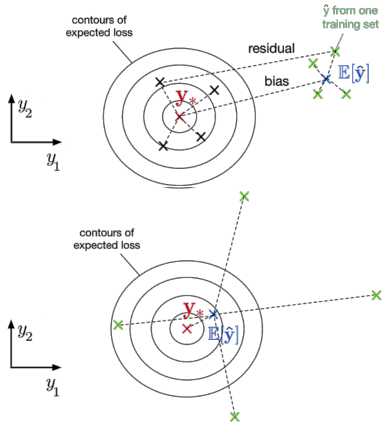 contours of
expected loss
ŷ from one
training set
residual
bias
𝔼[ŷ]
y*
y₂
y₁
contours of
expected loss
y*
𝔼[ŷ]
y₂
y₁